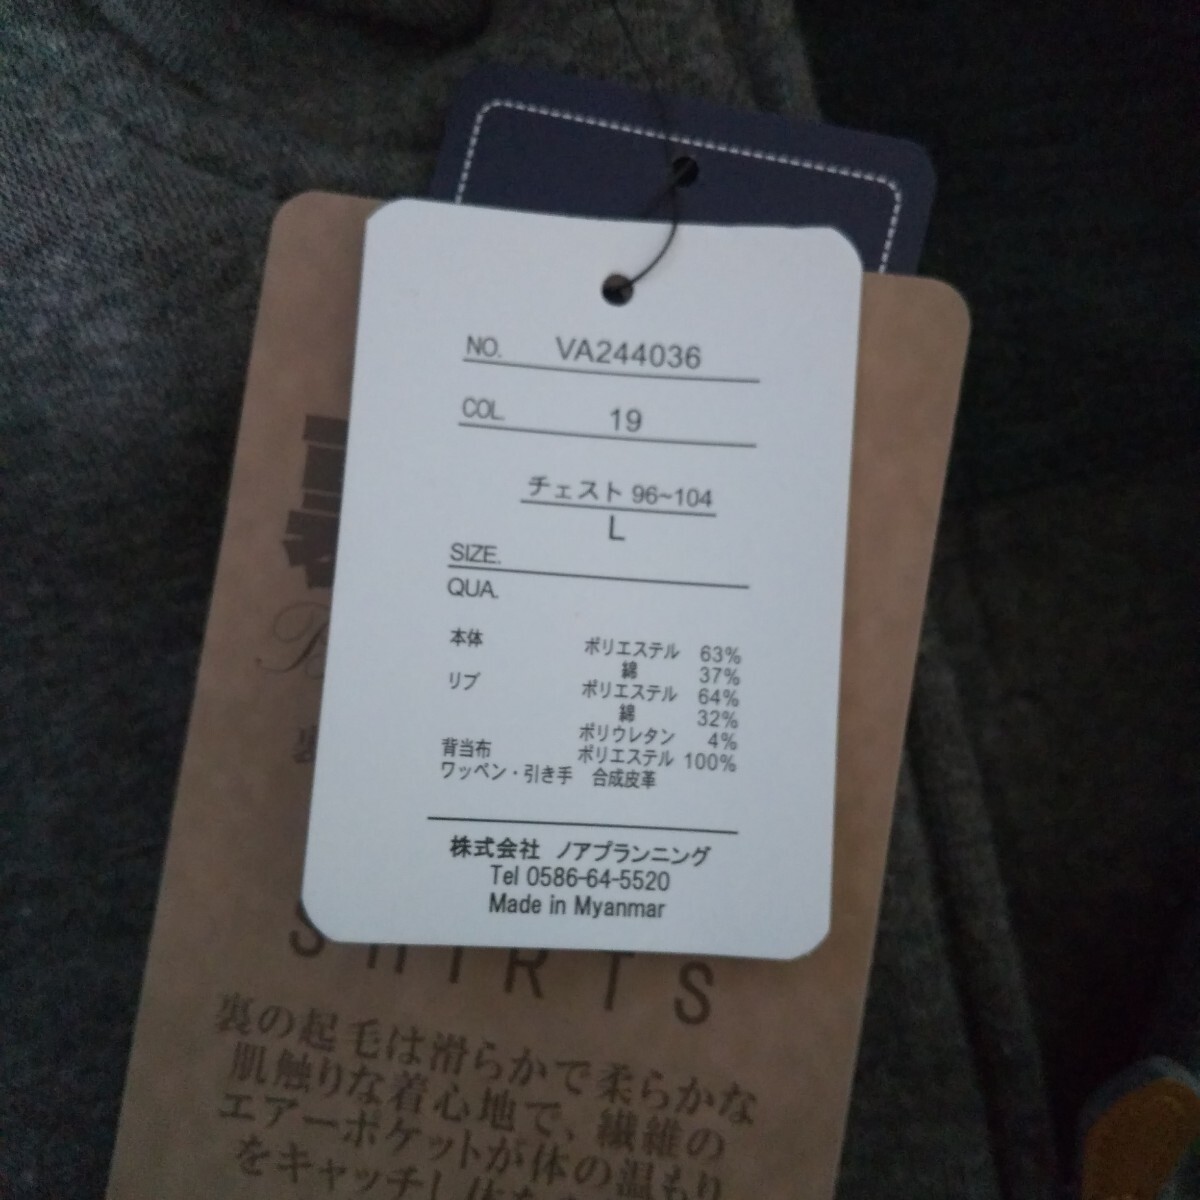 NO. VA244036
COL. 19
チェスト 96~104
L
SIZE.
QUA.
本体 ポリエステル 63%
綿 37%
リブ ポリエステル 64%
綿 32%
ポリウレタン 4%
背当布 ポリエステル 100%
ワッペン・引き手 合成皮革
株式会社 ノアプランニング
Tel 0586-64-5520
Made in Myanmar
SHIRTS
裏の起毛は滑らかで柔らかな
肌触りな着心地で、繊維の
エアーポケットが体の温もり
をキャッチし体